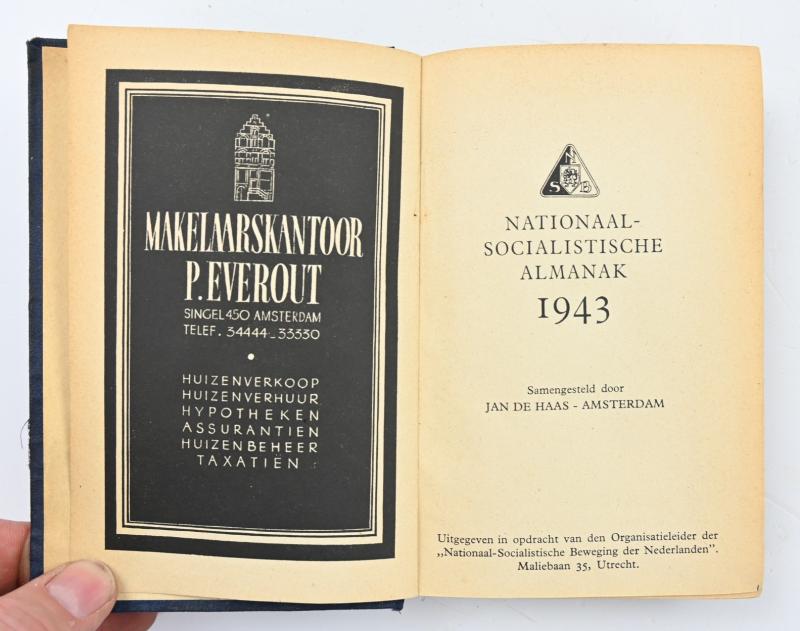 MAKELAARSKANTOOR
P. EVEROUT
SINGEL 450 AMSTERDAM
TELEF. 34444-33330
•
HUIZENVERKOOP
HUIZENVERHUUR
HYPOTHEKEN
ASSURANTIEN
HUIZENBEHEER
TAXATIËN
N
S B
NATIONAAL-
SOCIALISTISCHE
ALMANAK
1943
Samengesteld door
JAN DE HAAS - AMSTERDAM
Uitgegeven in opdracht van den Organisatieleider der
„Nationaal-Socialistische Beweging der Nederlanden".
Maliebaan 35, Utrecht.